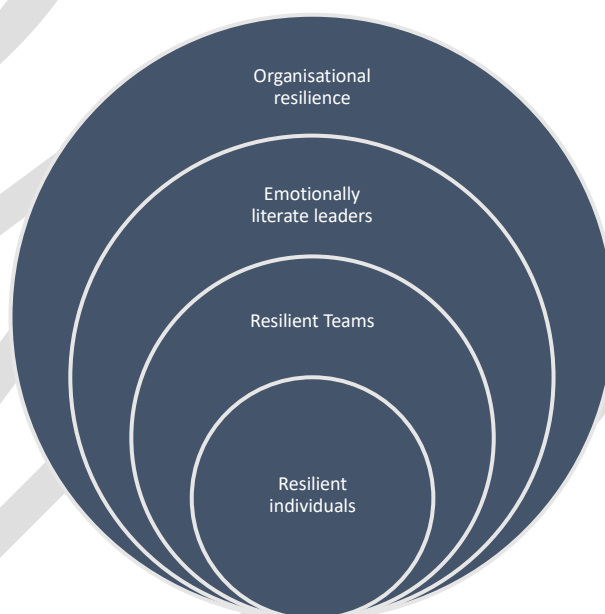 Organisational
resilience
Emotionally
literate leaders
Resilient Teams
Resilient
individuals